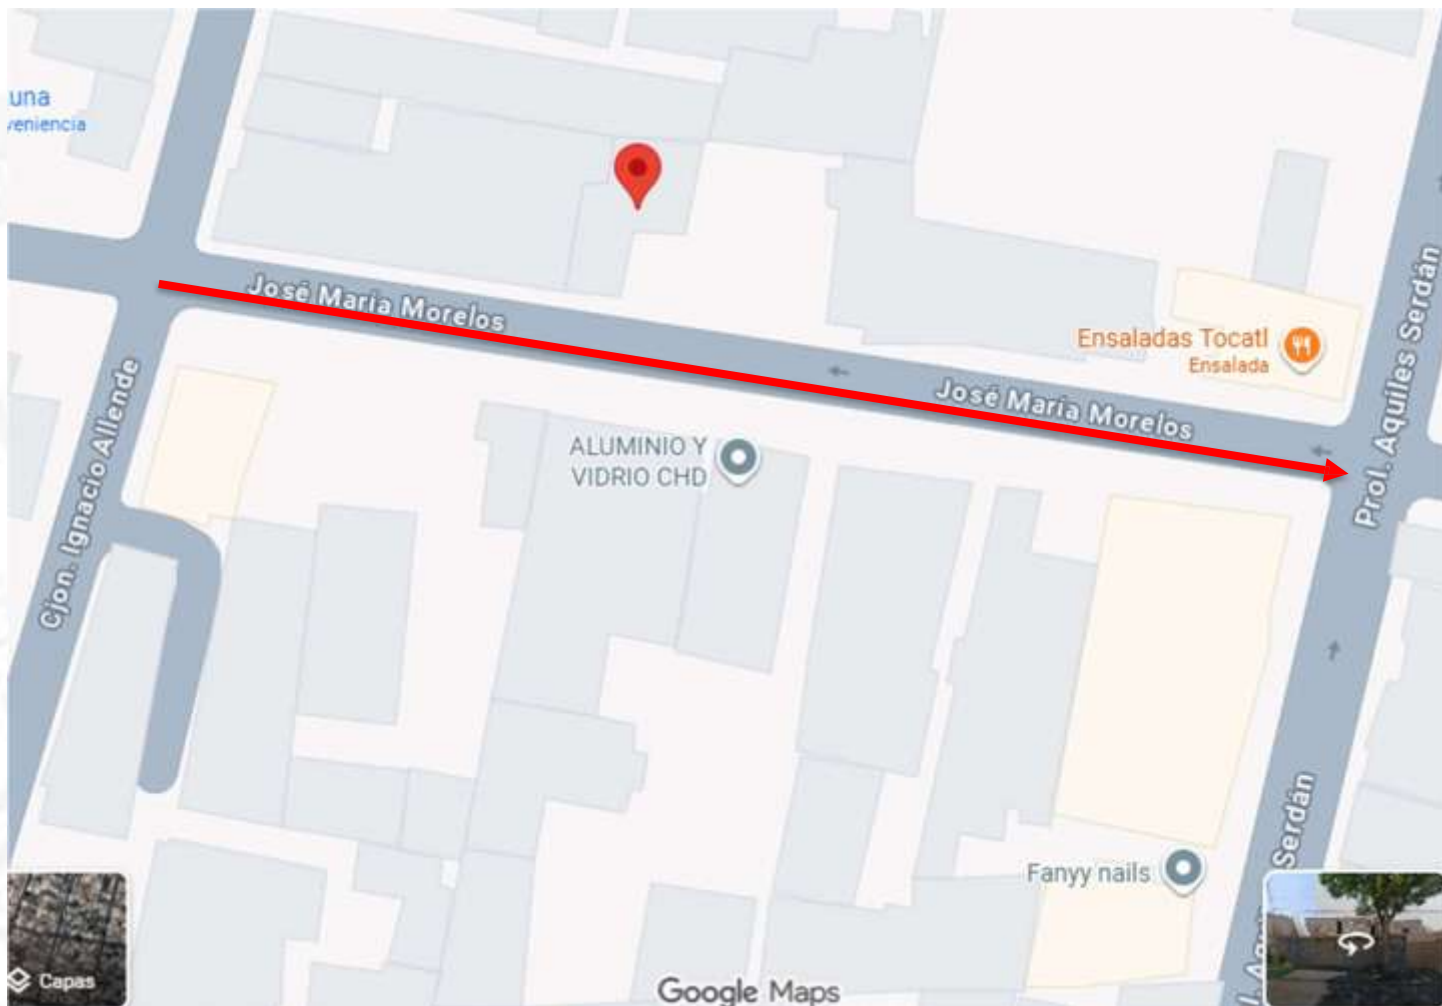 una
veniencia
José María Morelos
Ensaladas Tocatl
Ensalada
José María Morelos
Prol. Aquiles Serdán
Cjon. Ignacio Allende
ALUMINIO Y
VIDRIO CHD
Serdán
Fanyy nails
Capas
Google Maps